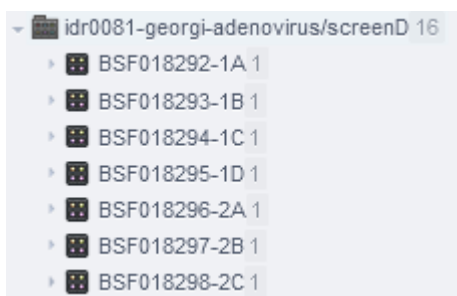 idr0081-georgi-adenovirus/screenD 16
BSF018292-1A 1
BSF018293-1B 1
BSF018294-1C 1
BSF018295-1D 1
BSF018296-2A 1
BSF018297-2B 1
BSF018298-2C 1